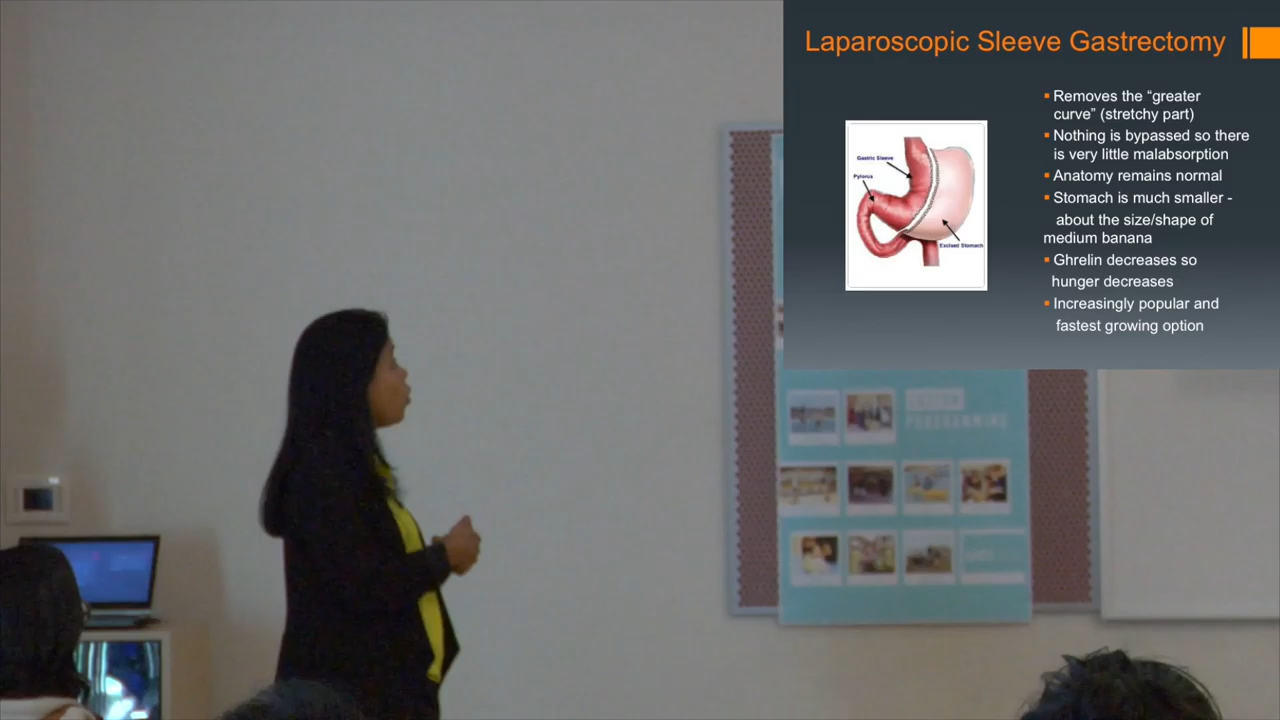 Laparoscopic Sleeve Gastrectomy
▪ Removes the “greater
curve” (stretchy part)
▪ Nothing is bypassed so there
is very little malabsorption
▪ Anatomy remains normal
▪ Stomach is much smaller -
about the size/shape of
medium banana
▪ Ghrelin decreases so
hunger decreases
▪ Increasingly popular and
fastest growing option
Gastric Sleeve
Pylorus
Excised Stomach
PROGRAMMING